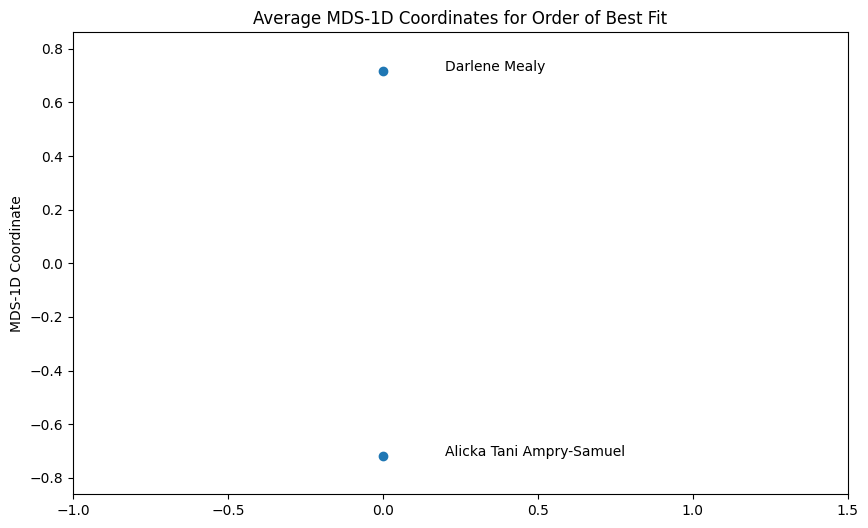 Average MDS-1D Coordinates for Order of Best Fit
0.8
Darlene Mealy
0.6
0.4
0.2
0.0
MDS-1D Coordinate
−0.2
−0.4
−0.6
Alicka Tani Ampry-Samuel
−0.8
−1.0 −0.5 0.0 0.5 1.0 1.5